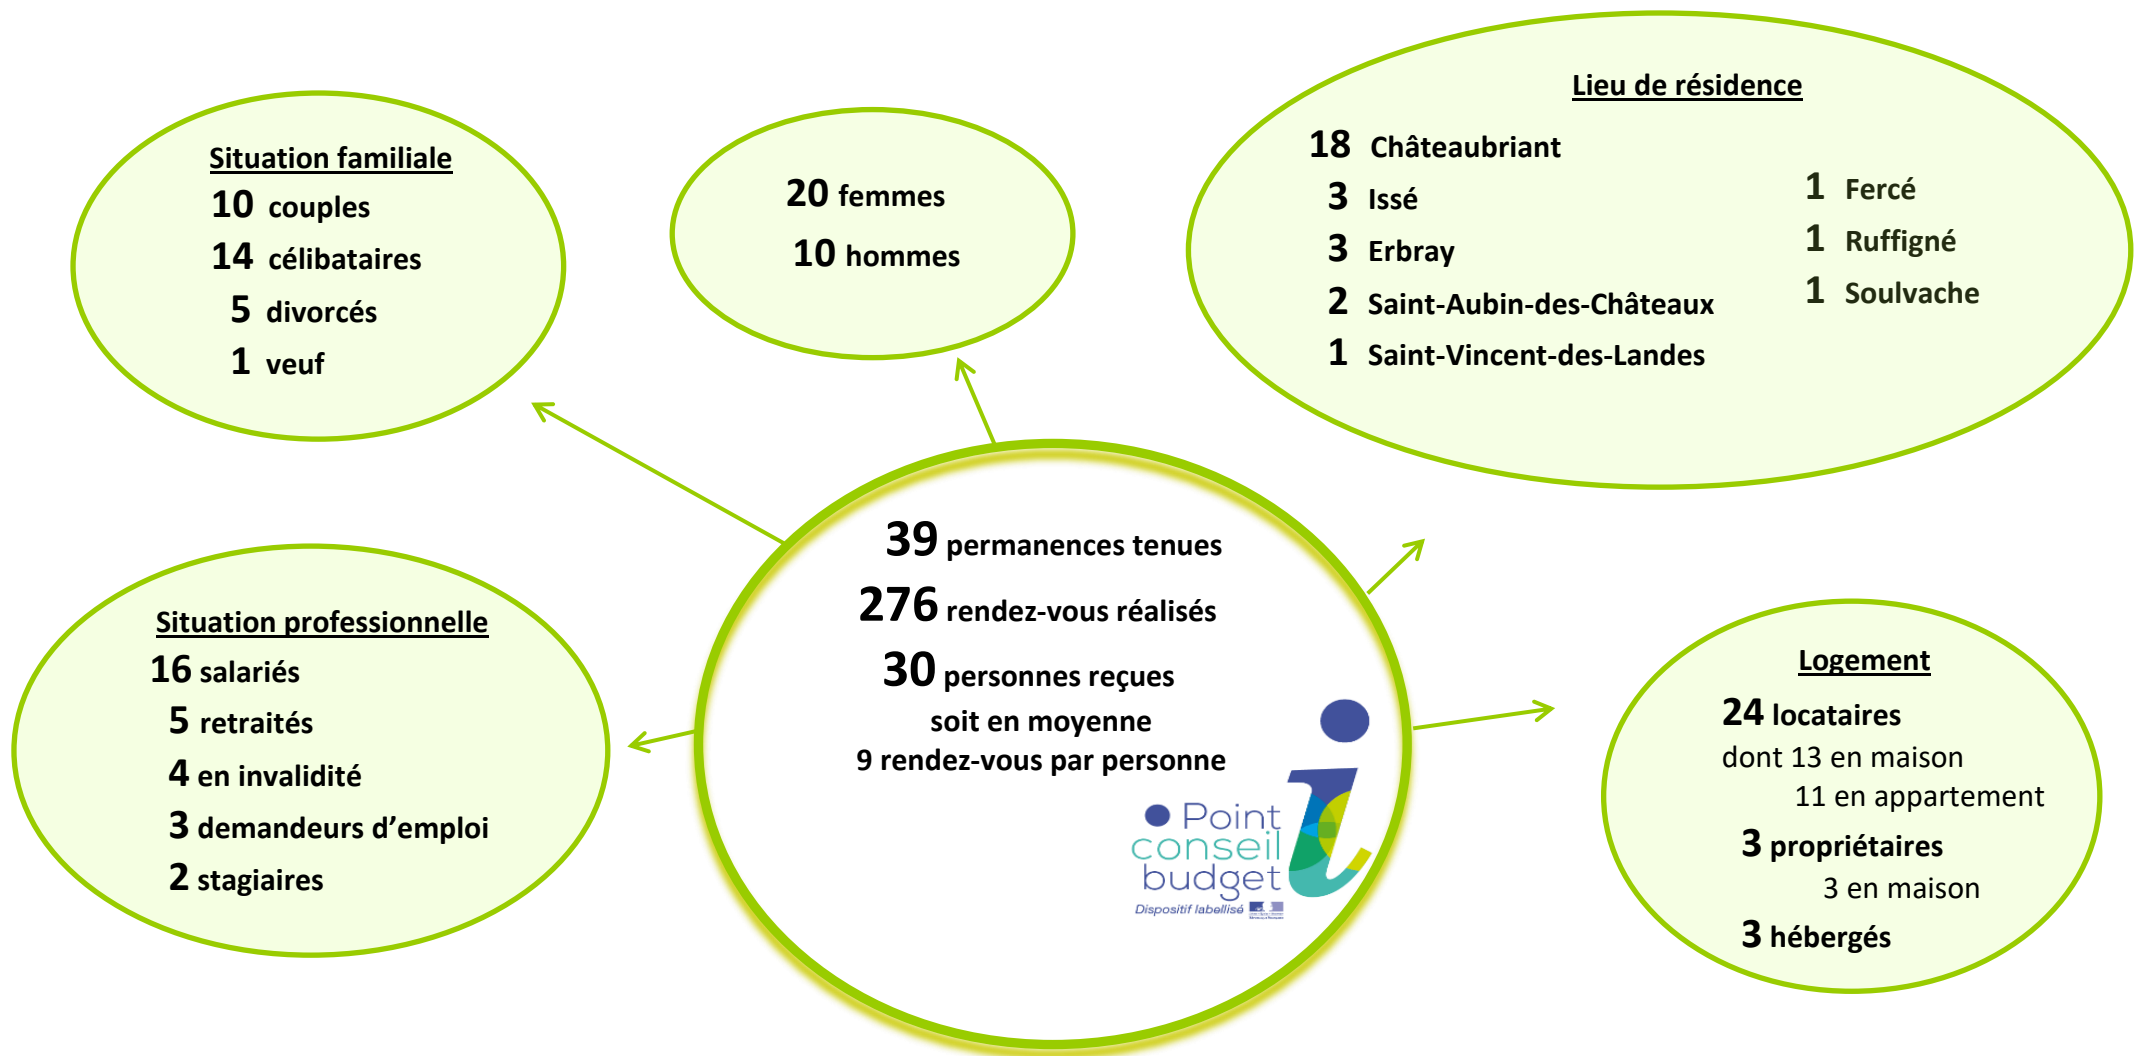 Situation familiale
10 couples
14 célibataires
5 divorcés
1 veuf
20 femmes
10 hommes
Lieu de résidence
18 Châteaubriant
3 Issé
3 Erbray
2 Saint-Aubin-des-Châteaux
1 Saint-Vincent-des-Landes
1 Fercé
1 Ruffigné
1 Soulvache
Situation professionnelle
16 salariés
5 retraités
4 en invalidité
3 demandeurs d’emploi
2 stagiaires
39 permanences tenues
276 rendez-vous réalisés
30 personnes reçues
soit en moyenne
9 rendez-vous par personne
Point
conseil
budget
Dispositif labellisé
Logement
24 locataires
dont 13 en maison
11 en appartement
3 propriétaires
3 en maison
3 hébergés